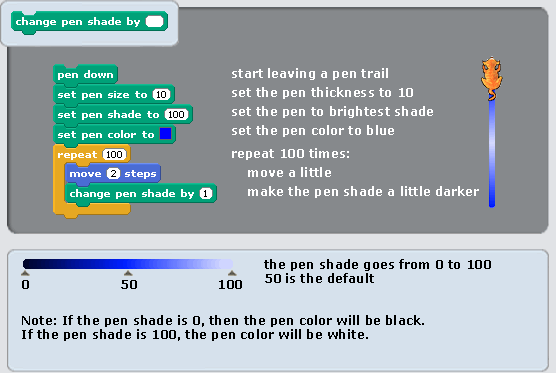 change pen shade by
pen down
set pen size to 10
set pen shade to 100
set pen color to
repeat 100
move 2 steps
change pen shade by 1
start leaving a pen trail
set the pen thickness to 10
set the pen to brightest shade
set the pen color to blue
repeat 100 times:
move a little
make the pen shade a little darker
0 50 100
the pen shade goes from 0 to 100
50 is the default
Note: If the pen shade is 0, then the pen color will be black.
If the pen shade is 100, the pen color will be white.